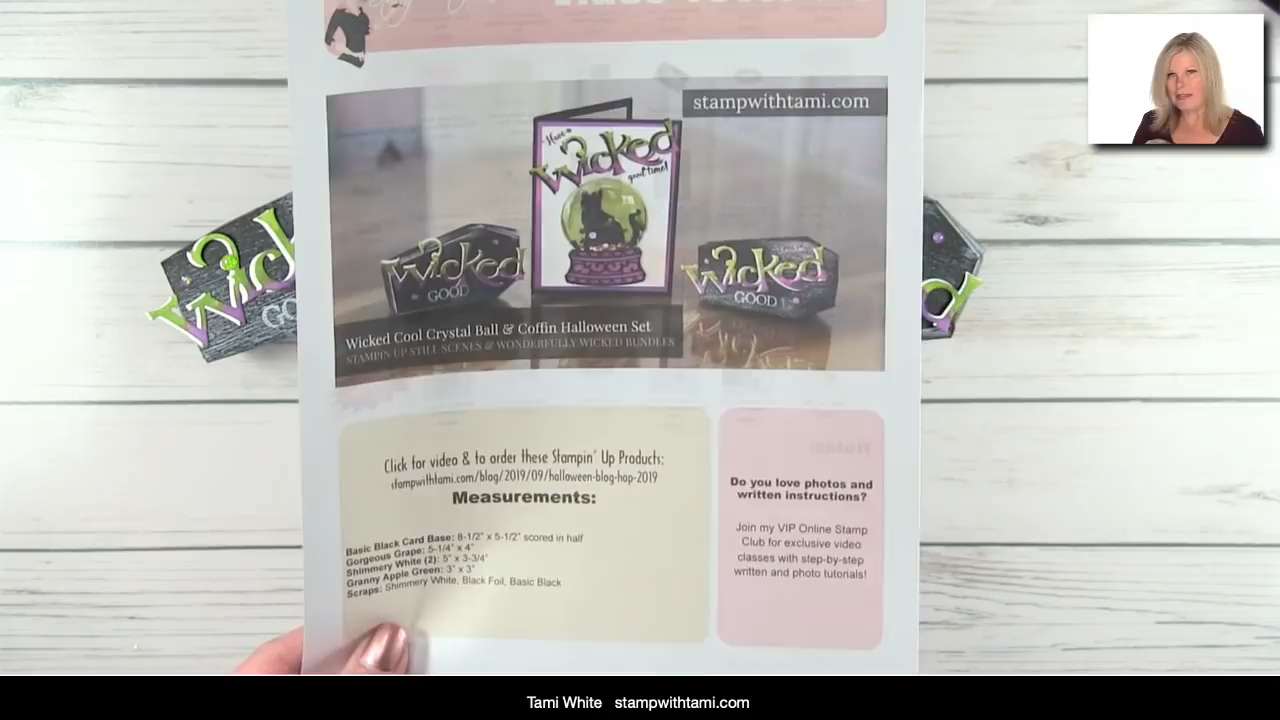 stampwithtami.com
Have a
Wicked
good time!
Wicked
GOOD
Wicked
GOOD
Wicked Cool Crystal Ball & Coffin Halloween Set
STAMPIN UP STILL SCENES & WONDERFULLY WICKED BUNDLES
Wicked
GO
d
Click for video & to order these Stampin' Up Products:
stampwithtami.com/blog/2019/09/halloween-blog-hop-2019
Measurements:
Basic Black Card Base: 8-1/2" x 5-1/2" scored in half
Gorgeous Grape: 5-1/4" x 4"
Shimmery White (2): 5" x 3-3/4"
Granny Apple Green: 3" x 3"
Scraps: Shimmery White, Black Foil, Basic Black
Do you love photos and
written instructions?
Join my VIP Online Stamp
Club for exclusive video
classes with step-by-step
written and photo tutorials!
Tami White stampwithtami.com